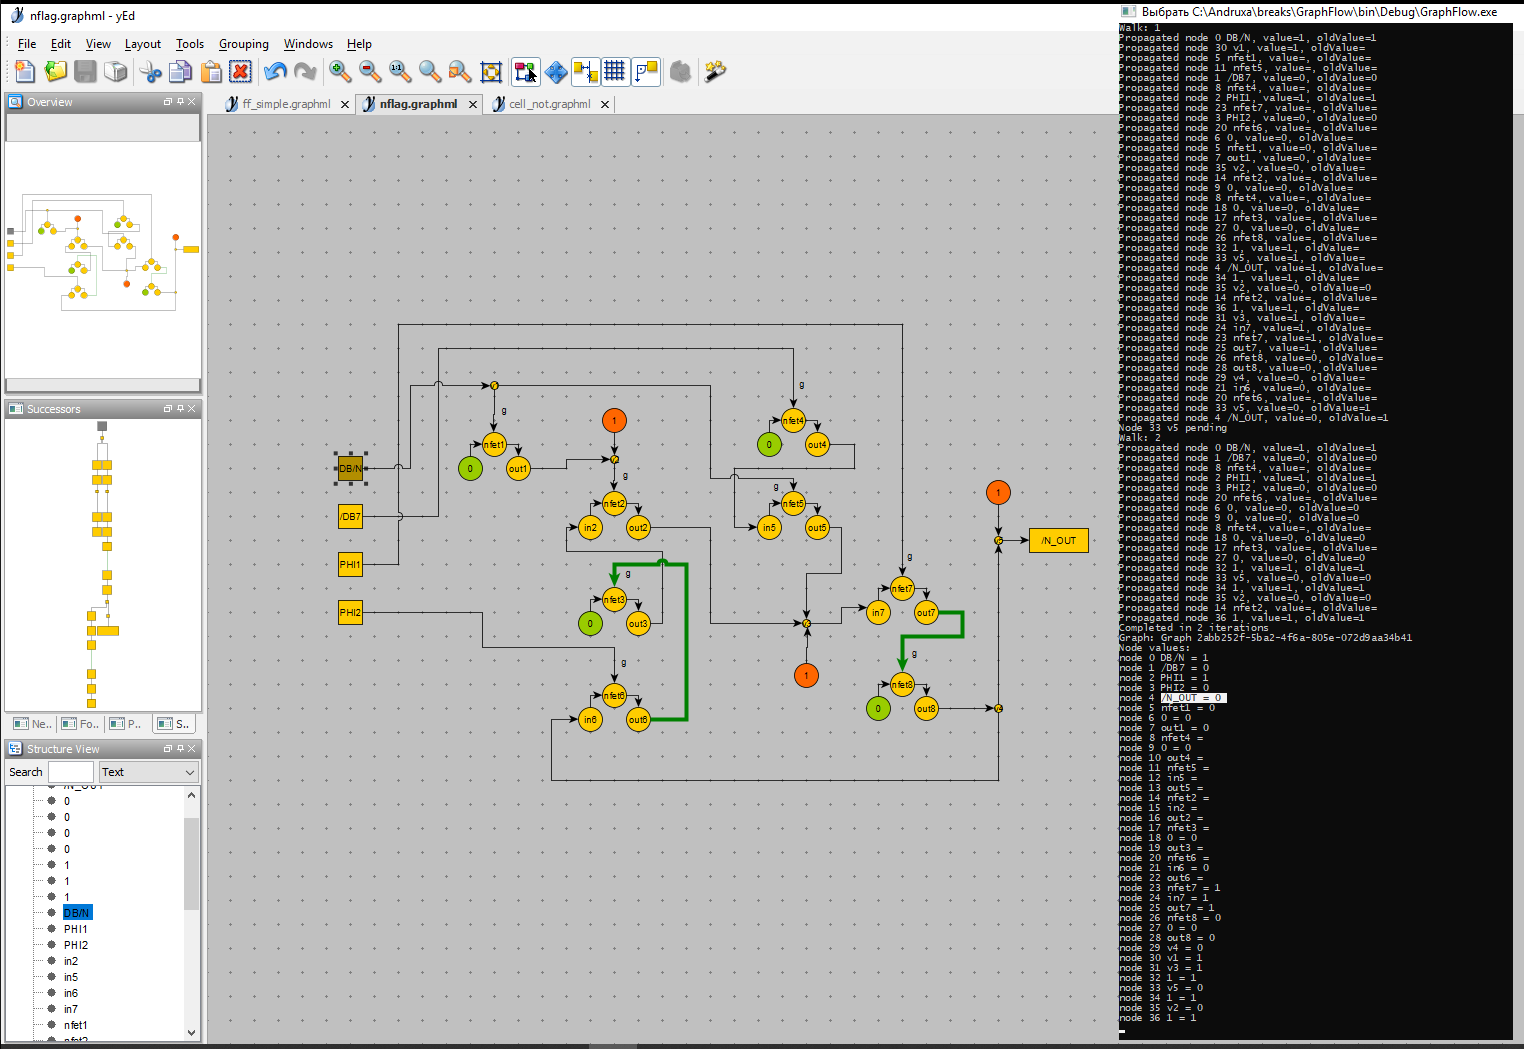 nflag.graphml - yEd
File Edit View Layout Tools Grouping Windows Help
Overview
ff_simple.graphml
nflag.graphml
cell_not.graphml
Successors
Ne..
Fo..
P..
S..
Structure View
Search
Text
/N_OUT
0
0
0
0
1
1
1
DB/N
PHI1
PHI2
in2
in5
in6
in7
nfet1
nfet2
g
g
nfet4
1
nfet1
0
out4
DB/N
0
out1
g
g
nfet2
nfet5
1
/DB7
in2
out2
in5
out5
/N_OUT
PHI1
g
g
nfet3
nfet7
PHI2
0
out3
in7
out7
g
g
1
nfet6
nfet8
in6
out6
0
out8
Выбрать C:\Andruxa\breaks\GraphFlow\bin\Debug\GraphFlow.exe
Walk: 1
Propagated node 0 DB/N, value=1, oldValue=1
Propagated node 30 v1, value=1, oldValue=
Propagated node 5 nfet1, value=, oldValue=
Propagated node 11 nfet5, value=, oldValue=
Propagated node 1 /DB7, value=0, oldValue=0
Propagated node 8 nfet4, value=, oldValue=
Propagated node 2 PHI1, value=1, oldValue=1
Propagated node 23 nfet7, value=, oldValue=
Propagated node 3 PHI2, value=0, oldValue=0
Propagated node 20 nfet6, value=, oldValue=
Propagated node 6 0, value=0, oldValue=
Propagated node 5 nfet1, value=0, oldValue=
Propagated node 7 out1, value=0, oldValue=
Propagated node 35 v2, value=0, oldValue=
Propagated node 14 nfet2, value=, oldValue=
Propagated node 9 0, value=0, oldValue=
Propagated node 8 nfet4, value=, oldValue=
Propagated node 18 0, value=0, oldValue=
Propagated node 17 nfet3, value=, oldValue=
Propagated node 27 0, value=0, oldValue=
Propagated node 26 nfet8, value=, oldValue=
Propagated node 32 1, value=1, oldValue=
Propagated node 33 v5, value=1, oldValue=
Propagated node 4 /N_OUT, value=1, oldValue=
Propagated node 34 1, value=1, oldValue=
Propagated node 35 v2, value=0, oldValue=0
Propagated node 14 nfet2, value=, oldValue=
Propagated node 36 1, value=1, oldValue=
Propagated node 31 v3, value=1, oldValue=
Propagated node 24 in7, value=1, oldValue=
Propagated node 23 nfet7, value=1, oldValue=
Propagated node 25 out7, value=1, oldValue=
Propagated node 26 nfet8, value=0, oldValue=
Propagated node 28 out8, value=0, oldValue=
Propagated node 29 v4, value=0, oldValue=
Propagated node 21 in6, value=0, oldValue=
Propagated node 20 nfet6, value=, oldValue=
Propagated node 33 v5, value=0, oldValue=1
Propagated node 4 /N_OUT, value=0, oldValue=1
Node 33 v5 pending
Walk: 2
Propagated node 0 DB/N, value=1, oldValue=1
Propagated node 1 /DB7, value=0, oldValue=0
Propagated node 8 nfet4, value=, oldValue=
Propagated node 2 PHI1, value=1, oldValue=1
Propagated node 3 PHI2, value=0, oldValue=0
Propagated node 20 nfet6, value=, oldValue=
Propagated node 6 0, value=0, oldValue=0
Propagated node 9 0, value=0, oldValue=0
Propagated node 8 nfet4, value=, oldValue=
Propagated node 18 0, value=0, oldValue=0
Propagated node 17 nfet3, value=, oldValue=
Propagated node 27 0, value=0, oldValue=0
Propagated node 32 1, value=1, oldValue=1
Propagated node 33 v5, value=0, oldValue=0
Propagated node 34 1, value=1, oldValue=1
Propagated node 35 v2, value=0, oldValue=0
Propagated node 14 nfet2, value=, oldValue=
Propagated node 36 1, value=1, oldValue=1
Completed in 2 iterations
Graph: Graph 2abb252f-5ba2-4f6a-805e-072d9aa34b41
Node values:
node 0 DB/N = 1
node 1 /DB7 = 0
node 2 PHI1 = 1
node 3 PHI2 = 0
node 4 /N_OUT = 0
node 5 nfet1 = 0
node 6 0 = 0
node 7 out1 = 0
node 8 nfet4 =
node 9 0 = 0
node 10 out4 =
node 11 nfet5 =
node 12 in5 =
node 13 out5 =
node 14 nfet2 =
node 15 in2 =
node 16 out2 =
node 17 nfet3 =
node 18 0 = 0
node 19 out3 =
node 20 nfet6 =
node 21 in6 = 0
node 22 out6 =
node 23 nfet7 = 1
node 24 in7 = 1
node 25 out7 = 1
node 26 nfet8 = 0
node 27 0 = 0
node 28 out8 = 0
node 29 v4 = 0
node 30 v1 = 1
node 31 v3 = 1
node 32 1 = 1
node 33 v5 = 0
node 34 1 = 1
node 35 v2 = 0
node 36 1 = 1